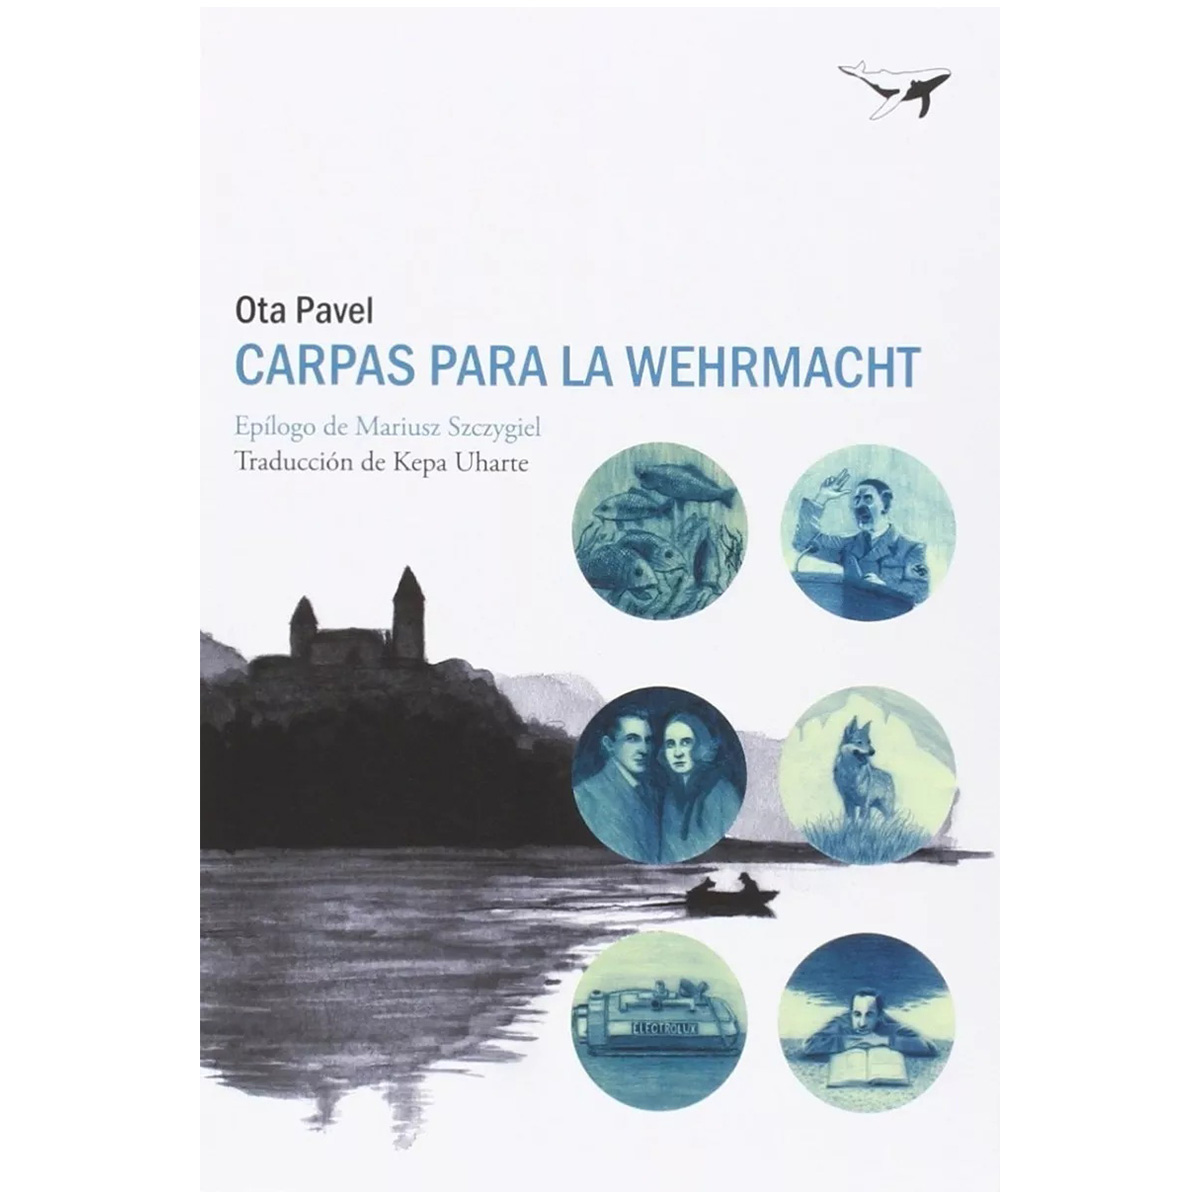 Ota Pavel
CARPAS PARA LA WEHRMACHT
Epílogo de Mariusz Szczygiel
Traducción de Kepa Uharte
ELECTROLUX